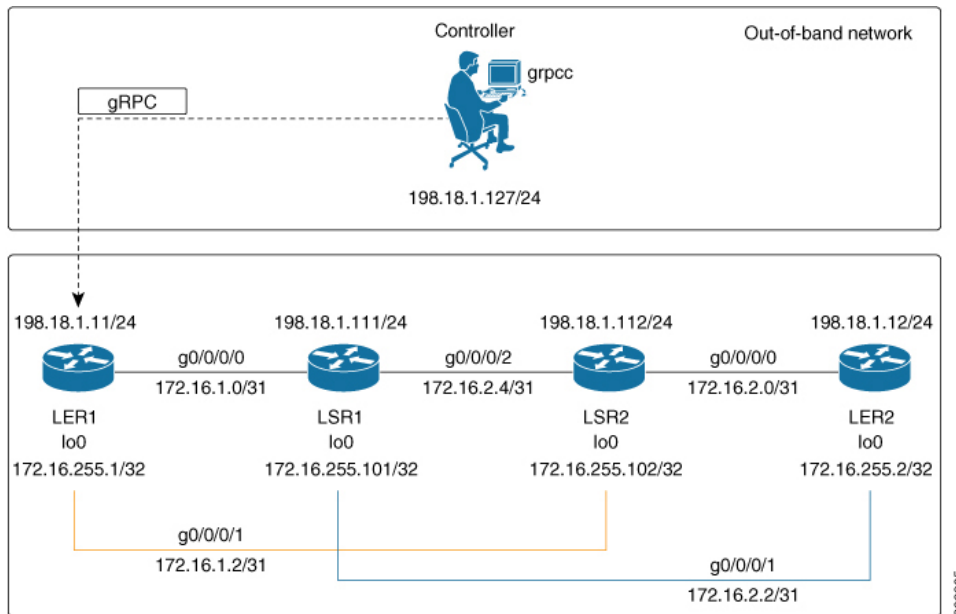 Controller
Out-of-band network
grpcc
gRPC
198.18.1.127/24
198.18.1.11/24
198.18.1.111/24
198.18.1.112/24
198.18.1.12/24
g0/0/0/0
g0/0/0/2
g0/0/0/0
172.16.1.0/31
172.16.2.4/31
172.16.2.0/31
LER1
LSR1
LSR2
LER2
lo0
lo0
lo0
lo0
172.16.255.1/32
172.16.255.101/32
172.16.255.102/32
172.16.255.2/32
g0/0/0/1
172.16.1.2/31
g0/0/0/1
172.16.2.2/31